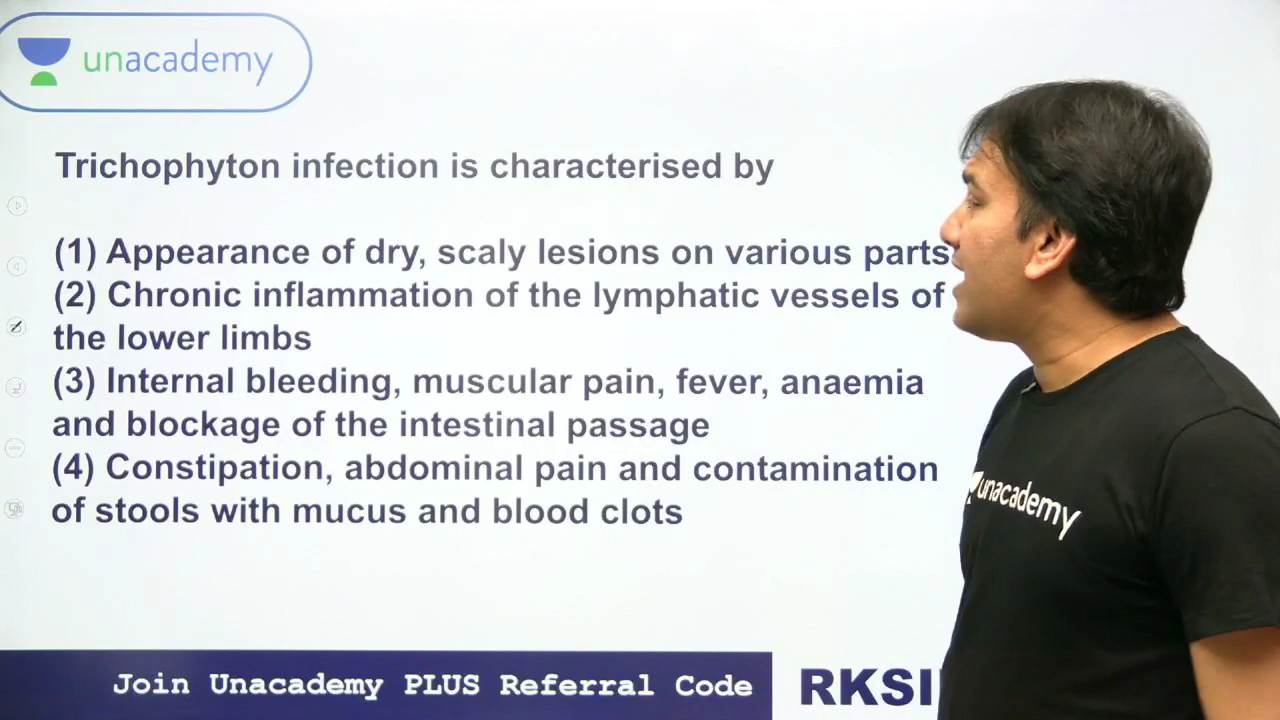 unacademy
Trichophyton infection is characterised by
(1) Appearance of dry, scaly lesions on various parts
(2) Chronic inflammation of the lymphatic vessels of
the lower limbs
(3) Internal bleeding, muscular pain, fever, anaemia
and blockage of the intestinal passage
(4) Constipation, abdominal pain and contamination
of stools with mucus and blood clots
unacademy
Join Unacademy PLUS Referral Code